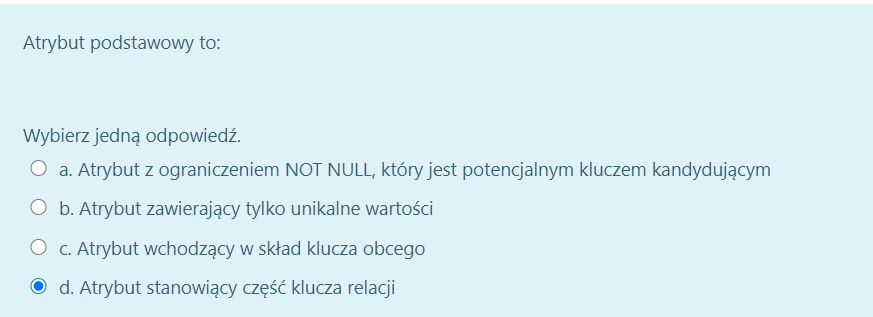 Atrybut podstawowy to:
Wybierz jedną odpowiedź.
a. Atrybut z ograniczeniem NOT NULL, który jest potencjalnym kluczem kandydującym
b. Atrybut zawierający tylko unikalne wartości
c. Atrybut wchodzący w skład klucza obcego
d. Atrybut stanowiący część klucza relacji